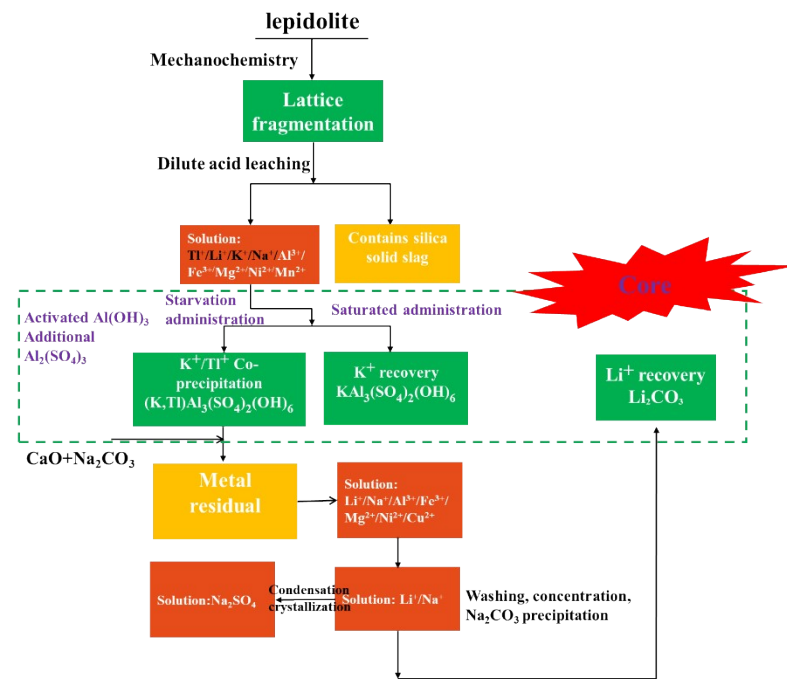 lepidolite
Mechanochemistry
Lattice
fragmentation
Dilute acid leaching
Solution:
Tl⁺/Li⁺/K⁺/Na⁺/Al³⁺/
Fe³⁺/Mg²⁺/Ni²⁺/Mn²⁺
Contains silica
solid slag
Core
Activated Al(OH)₃
Additional
Al₂(SO₄)₃
Starvation
administration
Saturated administration
K⁺/Tl⁺ Co-
precipitation
(K,Tl)Al₃(SO₄)₂(OH)₆
K⁺ recovery
KAl₃(SO₄)₂(OH)₆
Li⁺ recovery
Li₂CO₃
CaO+Na₂CO₃
Metal
residual
Solution:
Li⁺/Na⁺/Al³⁺/Fe³⁺/
Mg²⁺/Ni²⁺/Cu²⁺
Solution:Na₂SO₄
Condensation
crystallization
Solution: Li⁺/Na⁺
Washing, concentration,
Na₂CO₃ precipitation